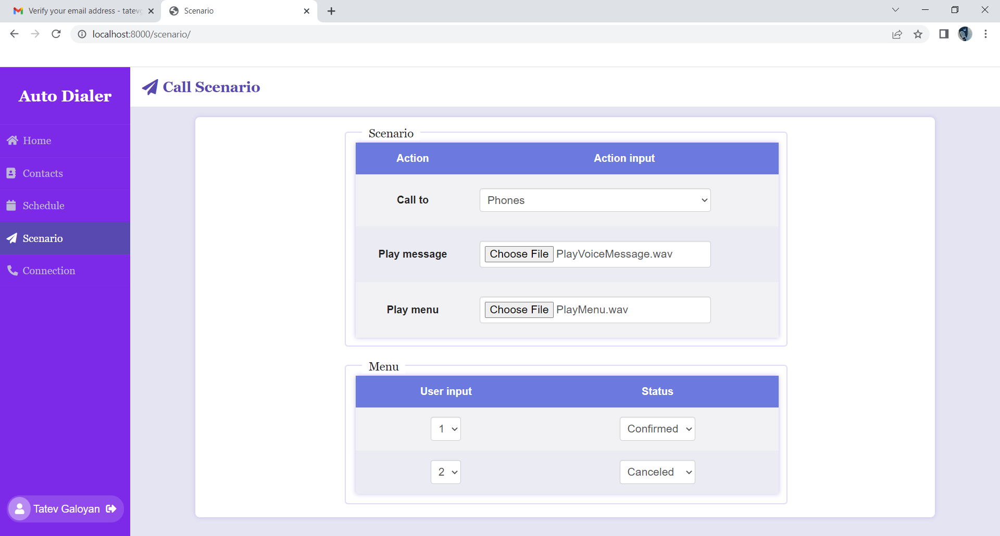 Verify your email address - tatevg
Scenario
localhost:8000/scenario/
Auto Dialer
Home
Contacts
Schedule
Scenario
Connection
Tatev Galoyan
Call Scenario
Scenario
Action Action input
Call to Phones
Play message Choose File PlayVoiceMessage.wav
Play menu Choose File PlayMenu.wav
Menu
User input Status
1 Confirmed
2 Canceled